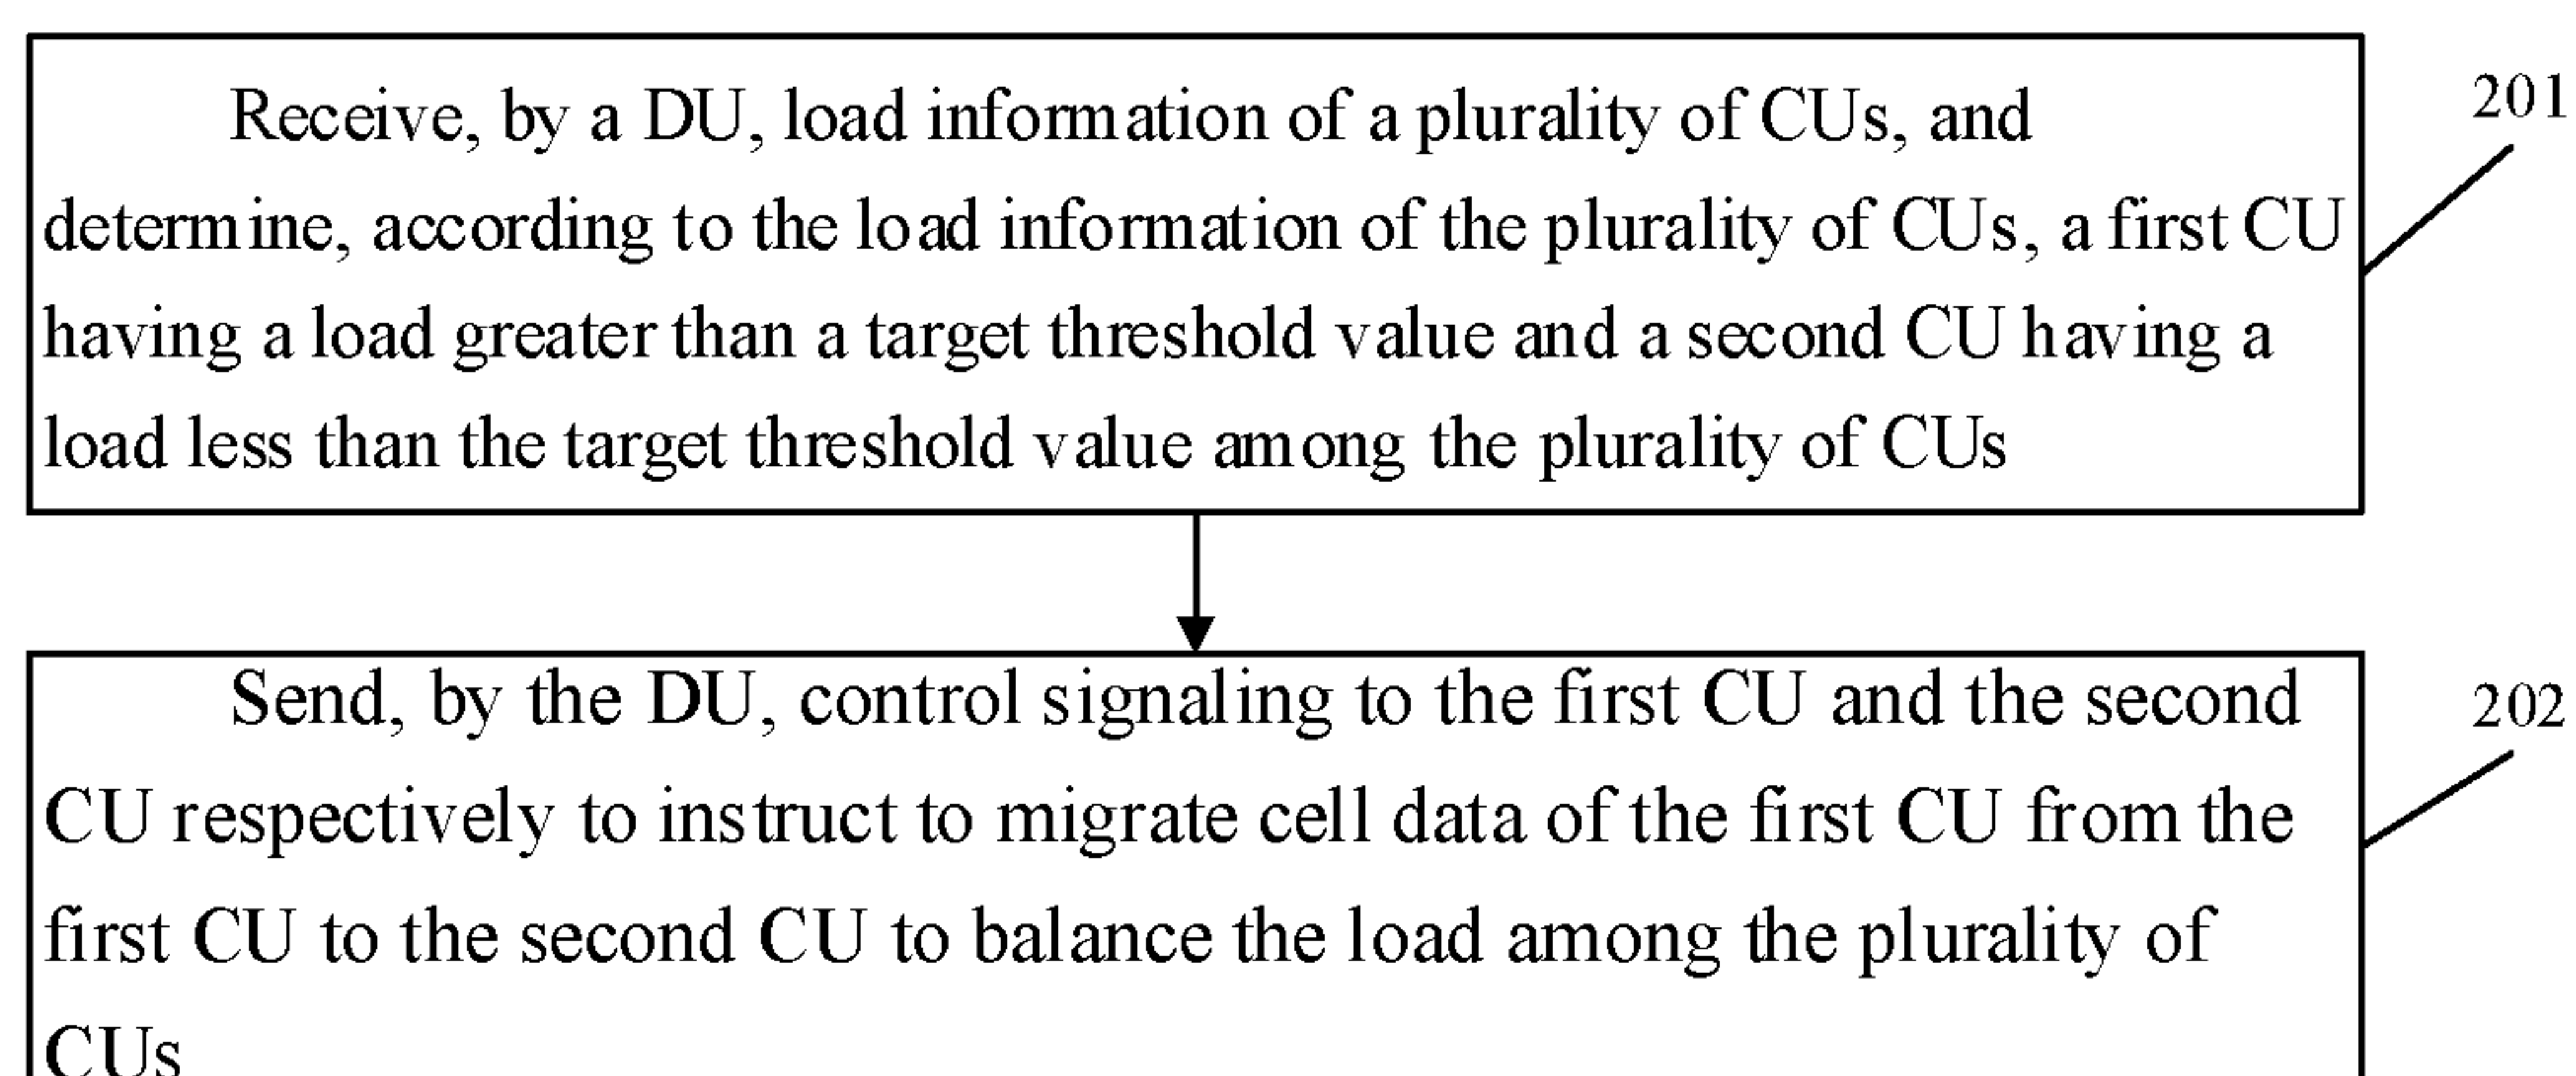 Receive, by a DU, load information of a plurality of CUs, and
determine, according to the load information of the plurality of CUs, a first CU
having a load greater than a target threshold value and a second CU having a
load less than the target threshold value among the plurality of CUs
201
Send, by the DU, control signaling to the first CU and the second
CU respectively to instruct to migrate cell data of the first CU from the
first CU to the second CU to balance the load among the plurality of
CUs
202